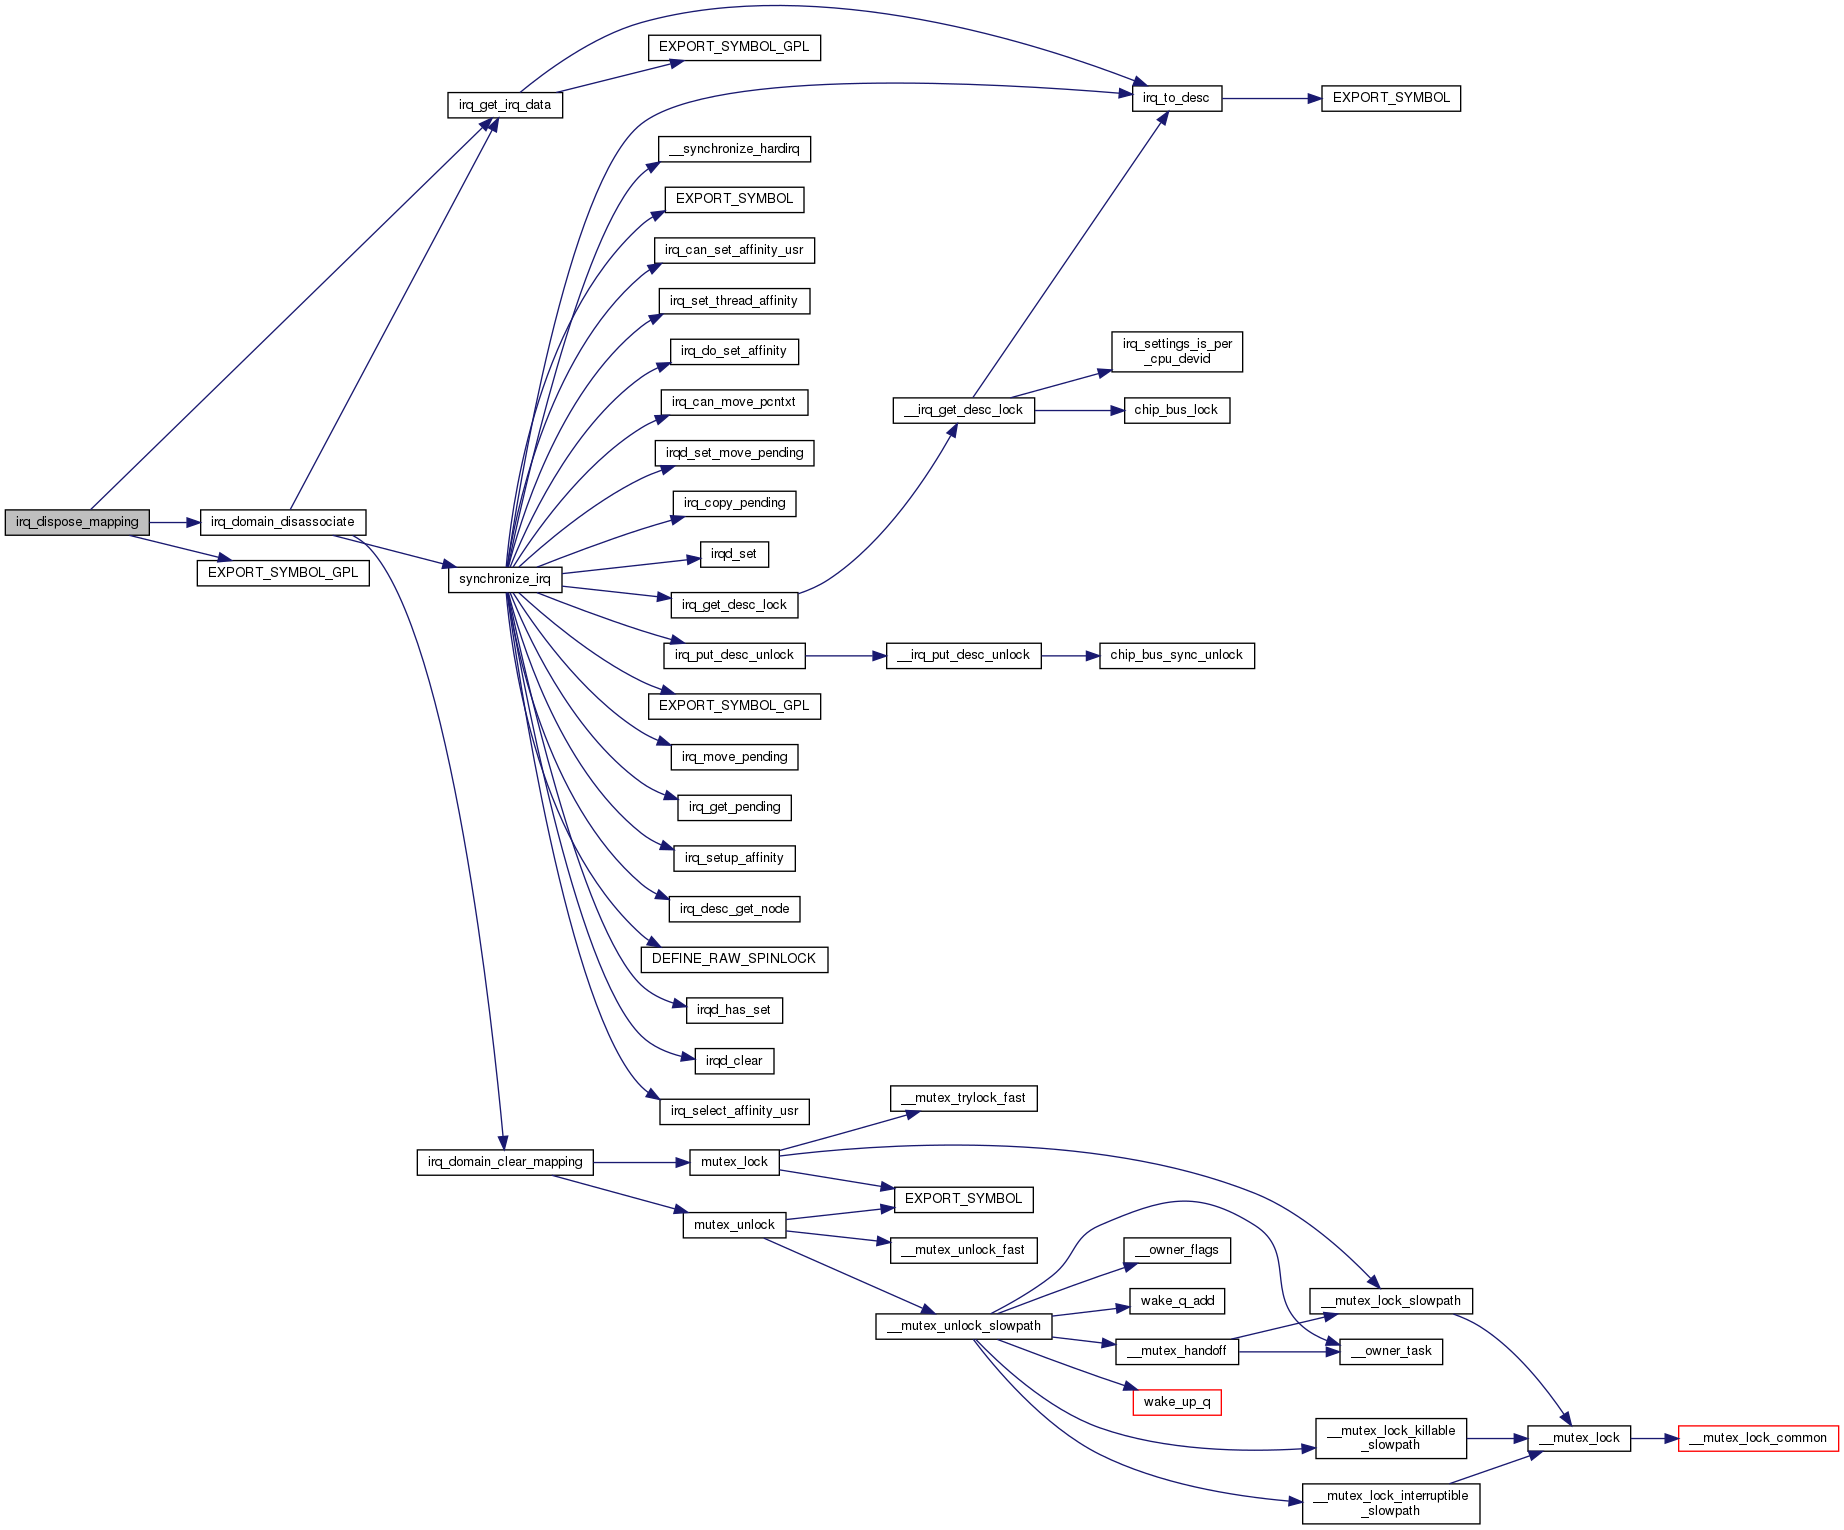 EXPORT_SYMBOL_GPL
irq_get_irq_data
irq_to_desc
EXPORT_SYMBOL
__synchronize_hardirq
EXPORT_SYMBOL
irq_can_set_affinity_usr
irq_set_thread_affinity
irq_do_set_affinity
irq_settings_is_per
_cpu_devid
irq_can_move_pcntxt
__irq_get_desc_lock
chip_bus_lock
irqd_set_move_pending
irq_copy_pending
irq_dispose_mapping
irq_domain_disassociate
irqd_set
EXPORT_SYMBOL_GPL
synchronize_irq
irq_get_desc_lock
irq_put_desc_unlock
__irq_put_desc_unlock
chip_bus_sync_unlock
EXPORT_SYMBOL_GPL
irq_move_pending
irq_get_pending
irq_setup_affinity
irq_desc_get_node
DEFINE_RAW_SPINLOCK
irqd_has_set
irqd_clear
irq_select_affinity_usr
__mutex_trylock_fast
irq_domain_clear_mapping
mutex_lock
EXPORT_SYMBOL
mutex_unlock
__mutex_unlock_fast
__owner_flags
wake_q_add
__mutex_lock_slowpath
__mutex_unlock_slowpath
__mutex_handoff
__owner_task
wake_up_q
__mutex_lock_killable
_slowpath
__mutex_lock
__mutex_lock_common
__mutex_lock_interruptible
_slowpath